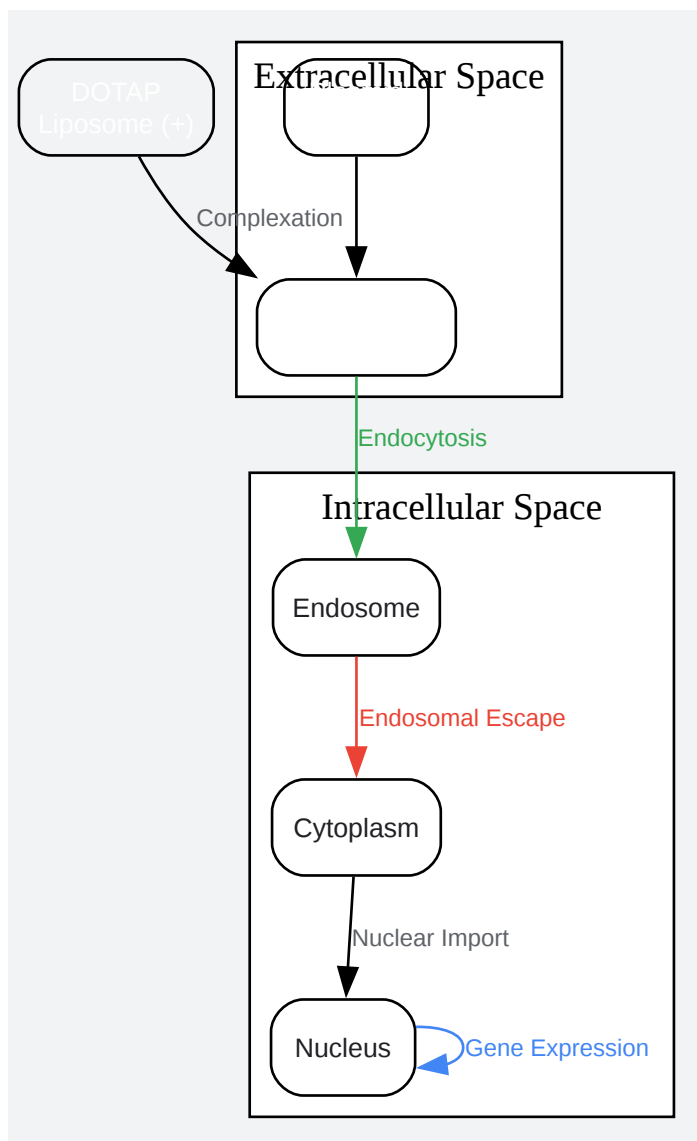 Extracellular Space
DOTAP
Liposome (+)
Complexation
Endocytosis
Intracellular Space
Endosome
Endosomal Escape
Cytoplasm
Nuclear Import
Nucleus
Gene Expression